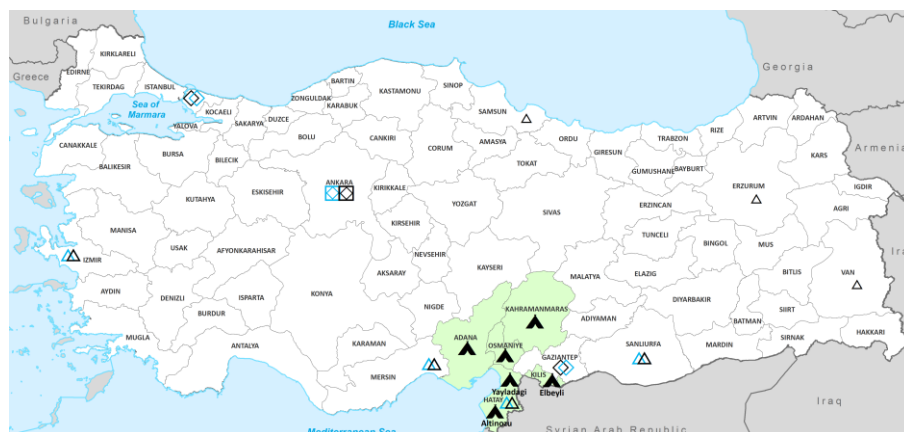 Bulgaria
Black Sea
KIRKLARELI
Georgia
EDIRNE
Greece
TEKIRDAG
ISTANBUL
BARTIN
KASTAMONU
SINOP
ZONGULDAK
KARABUK
SAMSUN
ARTVIN
ARDAHAN
KOCAELI
Sea of
Marmara
SAKARYA
DUZCE
YALOVA
BOLU
CANKIRI
CORUM
AMASYA
ORDU
GIRESUN
TRABZON
RIZE
KARS
Armenia
CANAKKALE
BURSA
BILECIK
TOKAT
GUMUSHANE
BAYBURT
BALIKESIR
ESKISEHIR
ANKARA
KIRIKKALE
ERZURUM
IGDIR
KUTAHYA
YOZGAT
SIVAS
ERZINCAN
AGRI
MANISA
KIRSEHIR
TUNCELI
USAK
AFYONKARAHISAR
NEVSEHIR
BINGOL
MUS
IZMIR
AKSARAY
KAYSERI
MALATYA
ELAZIG
BITLIS
VAN
AYDIN
DENIZLI
ISPARTA
KONYA
NIGDE
KAHRAMANMARAS
DIYARBAKIR
BURDUR
ADIYAMAN
BATMAN
SIIRT
MUGLA
ANTALYA
KARAMAN
ADANA
OSMANIYE
GAZIANTEP
SANLIURFA
MARDIN
SIRNAK
HAKKARI
MERSIN
KILIS
Yayladagi
Elbeyli
HATAY
Iraq
Altinozu
Syrian Arab Republic
Mediterranean Sea